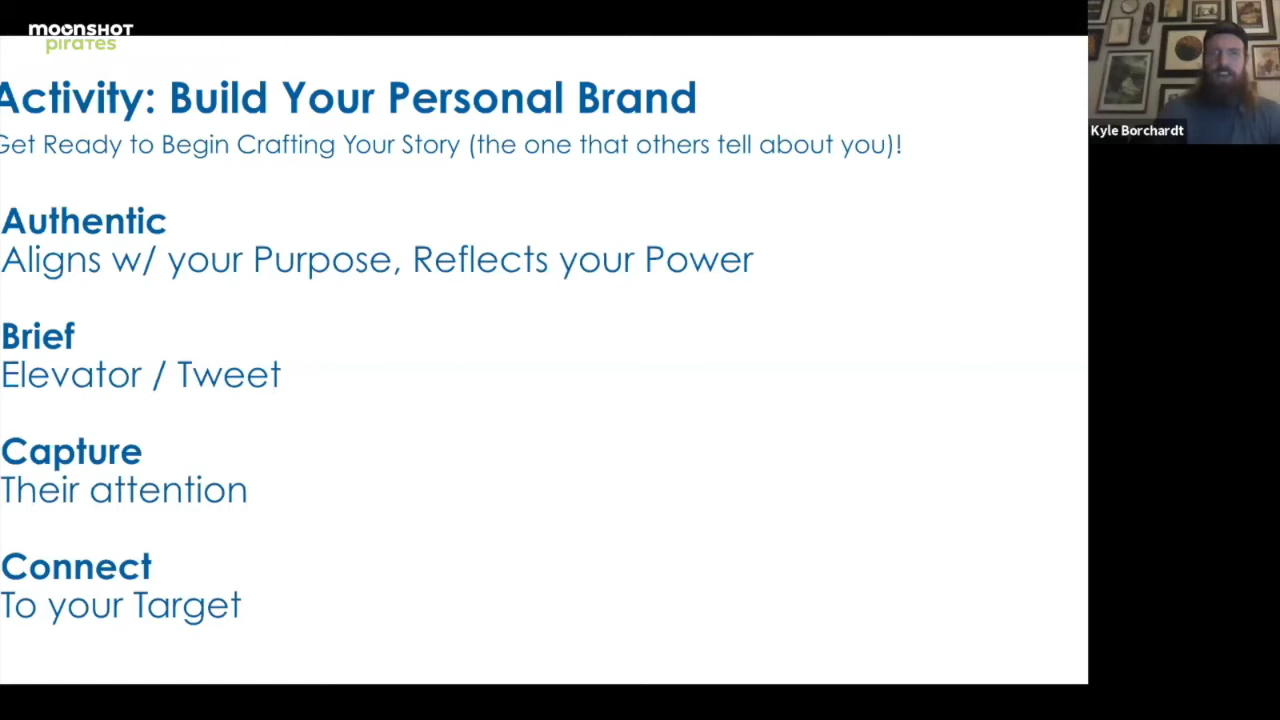 MOONSHOT
pirates
Activity: Build Your Personal Brand
Get Ready to Begin Crafting Your Story (the one that others tell about you)!
Authentic
Aligns w/ your Purpose, Reflects your Power
Brief
Elevator / Tweet
Capture
Their attention
Connect
To your Target
Kyle Borchardt